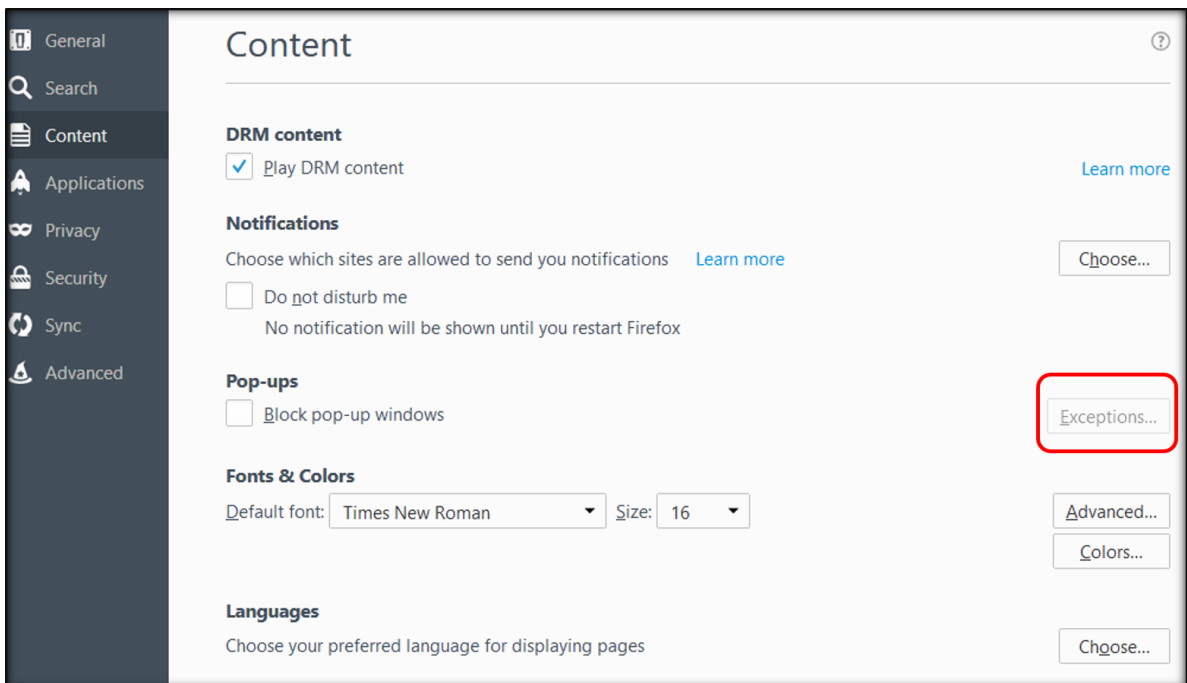 General
Search
Content
Applications
Privacy
Security
Sync
Advanced
Content
?
DRM content
Play DRM content
Learn more
Notifications
Choose which sites are allowed to send you notifications Learn more
Choose...
Do not disturb me
No notification will be shown until you restart Firefox
Pop-ups
Block pop-up windows
Exceptions...
Fonts & Colors
Default font: Times New Roman Size: 16
Advanced...
Colors...
Languages
Choose your preferred language for displaying pages
Choose...